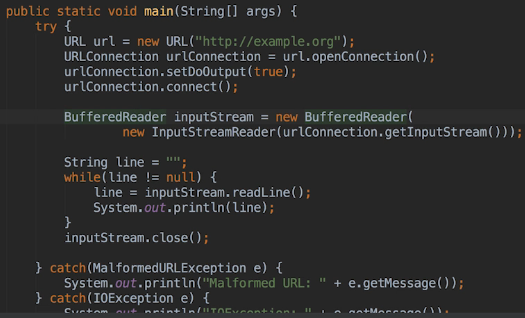 public static void main(String[] args) {
try {
URL url = new URL("http://example.org");
URLConnection urlConnection = url.openConnection();
urlConnection.setDoOutput(true);
urlConnection.connect();
BufferedReader inputStream = new BufferedReader(
new InputStreamReader(urlConnection.getInputStream()));
String line = "";
while(line != null) {
line = inputStream.readLine();
System.out.println(line);
}
inputStream.close();
} catch(MalformedURLException e) {
System.out.println("Malformed URL: " + e.getMessage());
} catch(IOException e) {
System.out.println("IOException: " + e.getMessage());